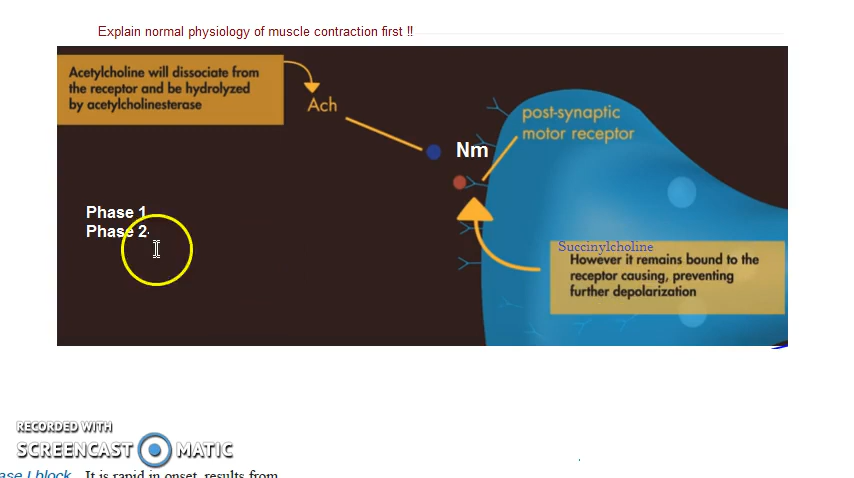 Explain normal physiology of muscle contraction first !!
Acetylcholine will dissociate from
the receptor and be hydrolyzed
by acetylcholinesterase
Ach
post-synaptic
motor receptor
Nm
Phase 1
Phase 2
Succinylcholine
However it remains bound to the
receptor causing, preventing
further depolarization
RECORDED WITH
SCREENCAST MATIC
ase I block. It is rapid in onset, results from